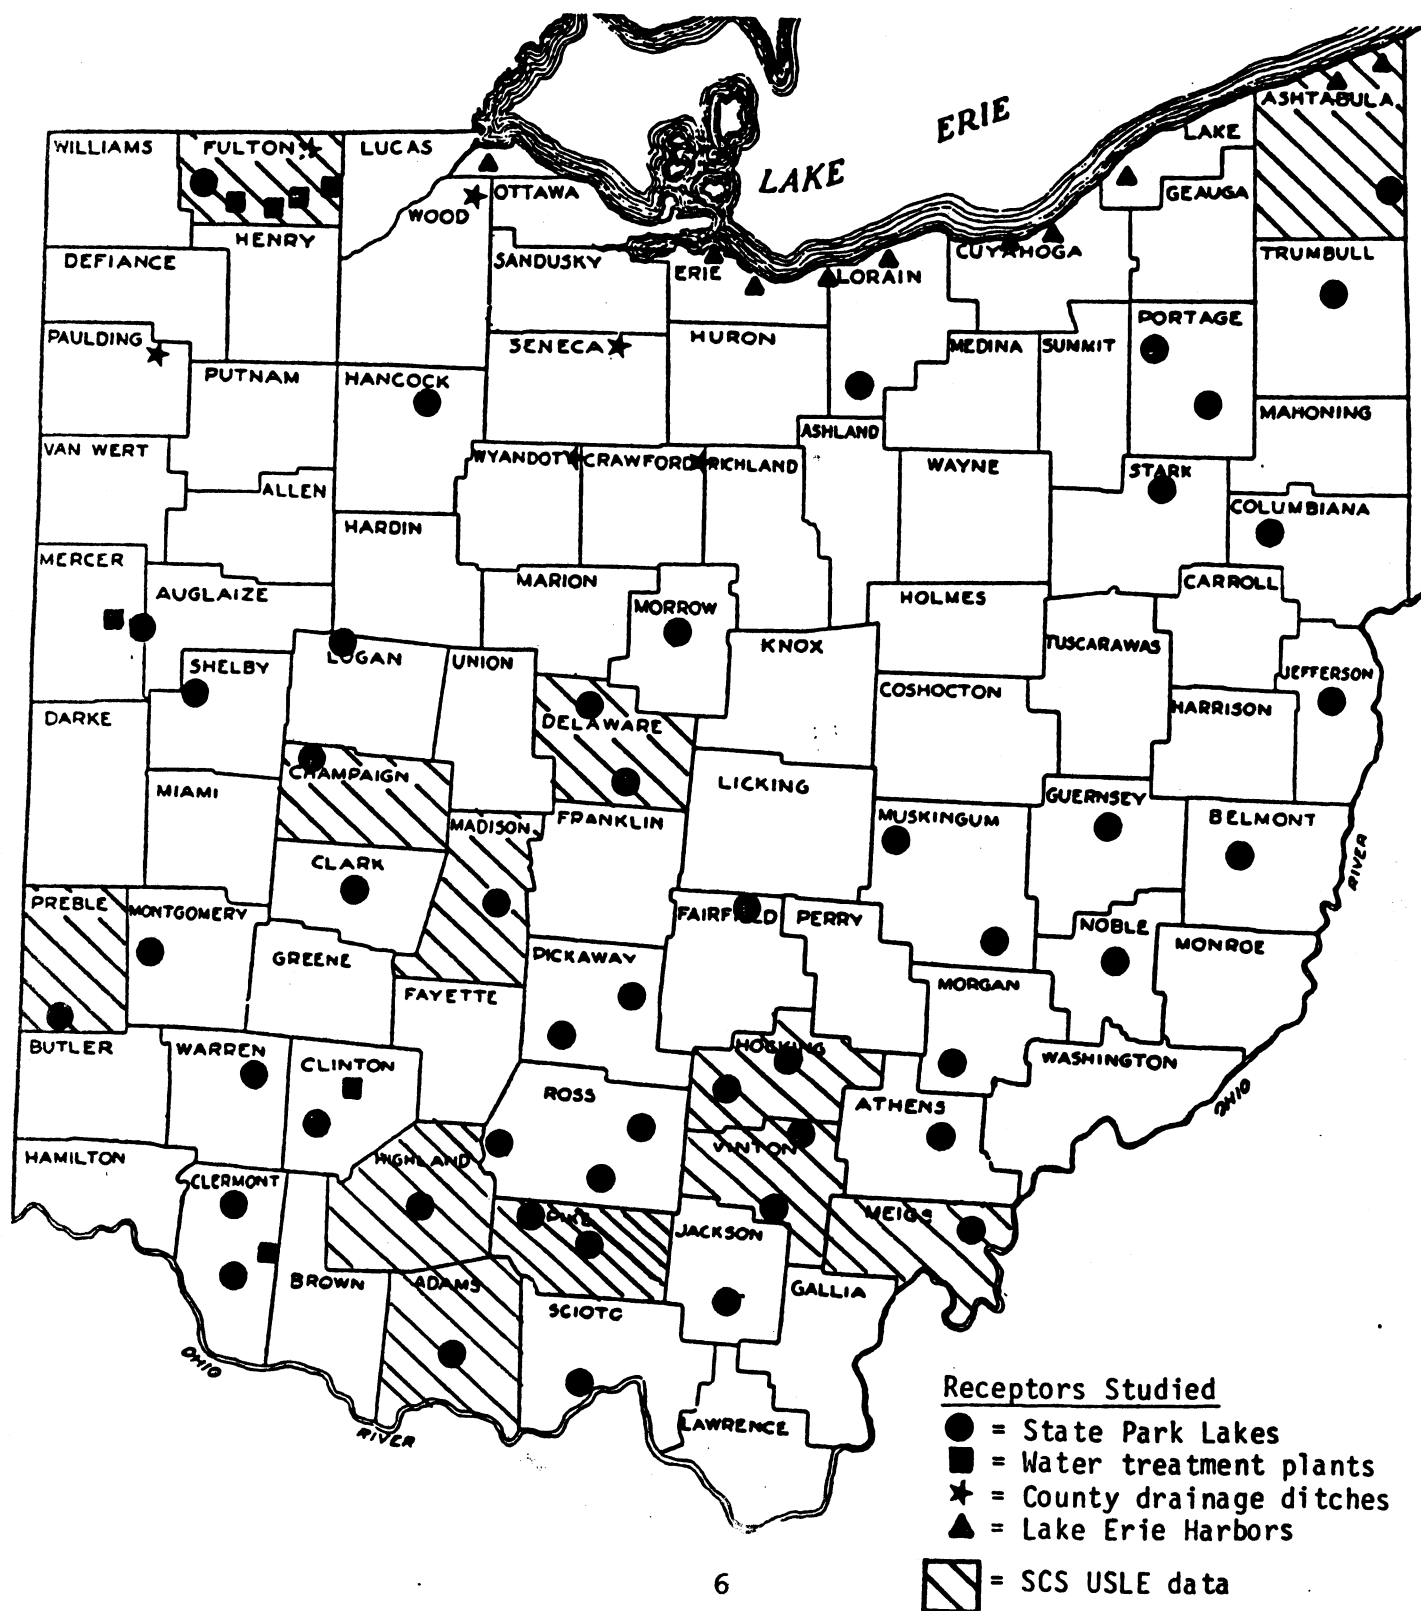 ERIE
LAKE
ASHTABULA
LAKE
WILLIAMS
FULTON
LUCAS
OTTAWA
GEAUGA
WOOD
HENRY
DEFIANCE
SANDUSKY
ERIE
LORAIN
CUYAHOGA
TRUMBULL
PAULDING
SENECA
HURON
MEDINA
SUMMIT
PORTAGE
PUTNAM
HANCOCK
MAHONING
ASHLAND
VAN WERT
WYANDOT
CRAWFORD
RICHLAND
WAYNE
STARK
ALLEN
COLUMBIANA
HARDIN
MERCER
MARION
CARROLL
AUGLAIZE
MORROW
HOLMES
KNOX
TUSCARAWAS
SHELBY
LOGAN
UNION
JEFFERSON
COSHOCTON
DARKE
DELAWARE
HARRISON
CHAMPAIGN
LICKING
MIAMI
GUERNSEY
MADISON
FRANKLIN
MUSKINGUM
BELMONT
CLARK
RIVER
PREBLE
MONTGOMERY
FAIRFIELD
PERRY
NOBLE
MONROE
GREENE
PICKAWAY
FAYETTE
MORGAN
BUTLER
WARREN
CLINTON
HOCKING
WASHINGTON
ROSS
ATHENS
OHIO
HAMILTON
HIGHLAND
VINTON
CLERMONT
PIKE
MEIGS
JACKSON
BROWN
ADAMS
GALLIA
SCIOTO
OHIO
RIVER
LAWRENCE
Receptors Studied
= State Park Lakes
= Water treatment plants
= County drainage ditches
= Lake Erie Harbors
= SCS USLE data
6